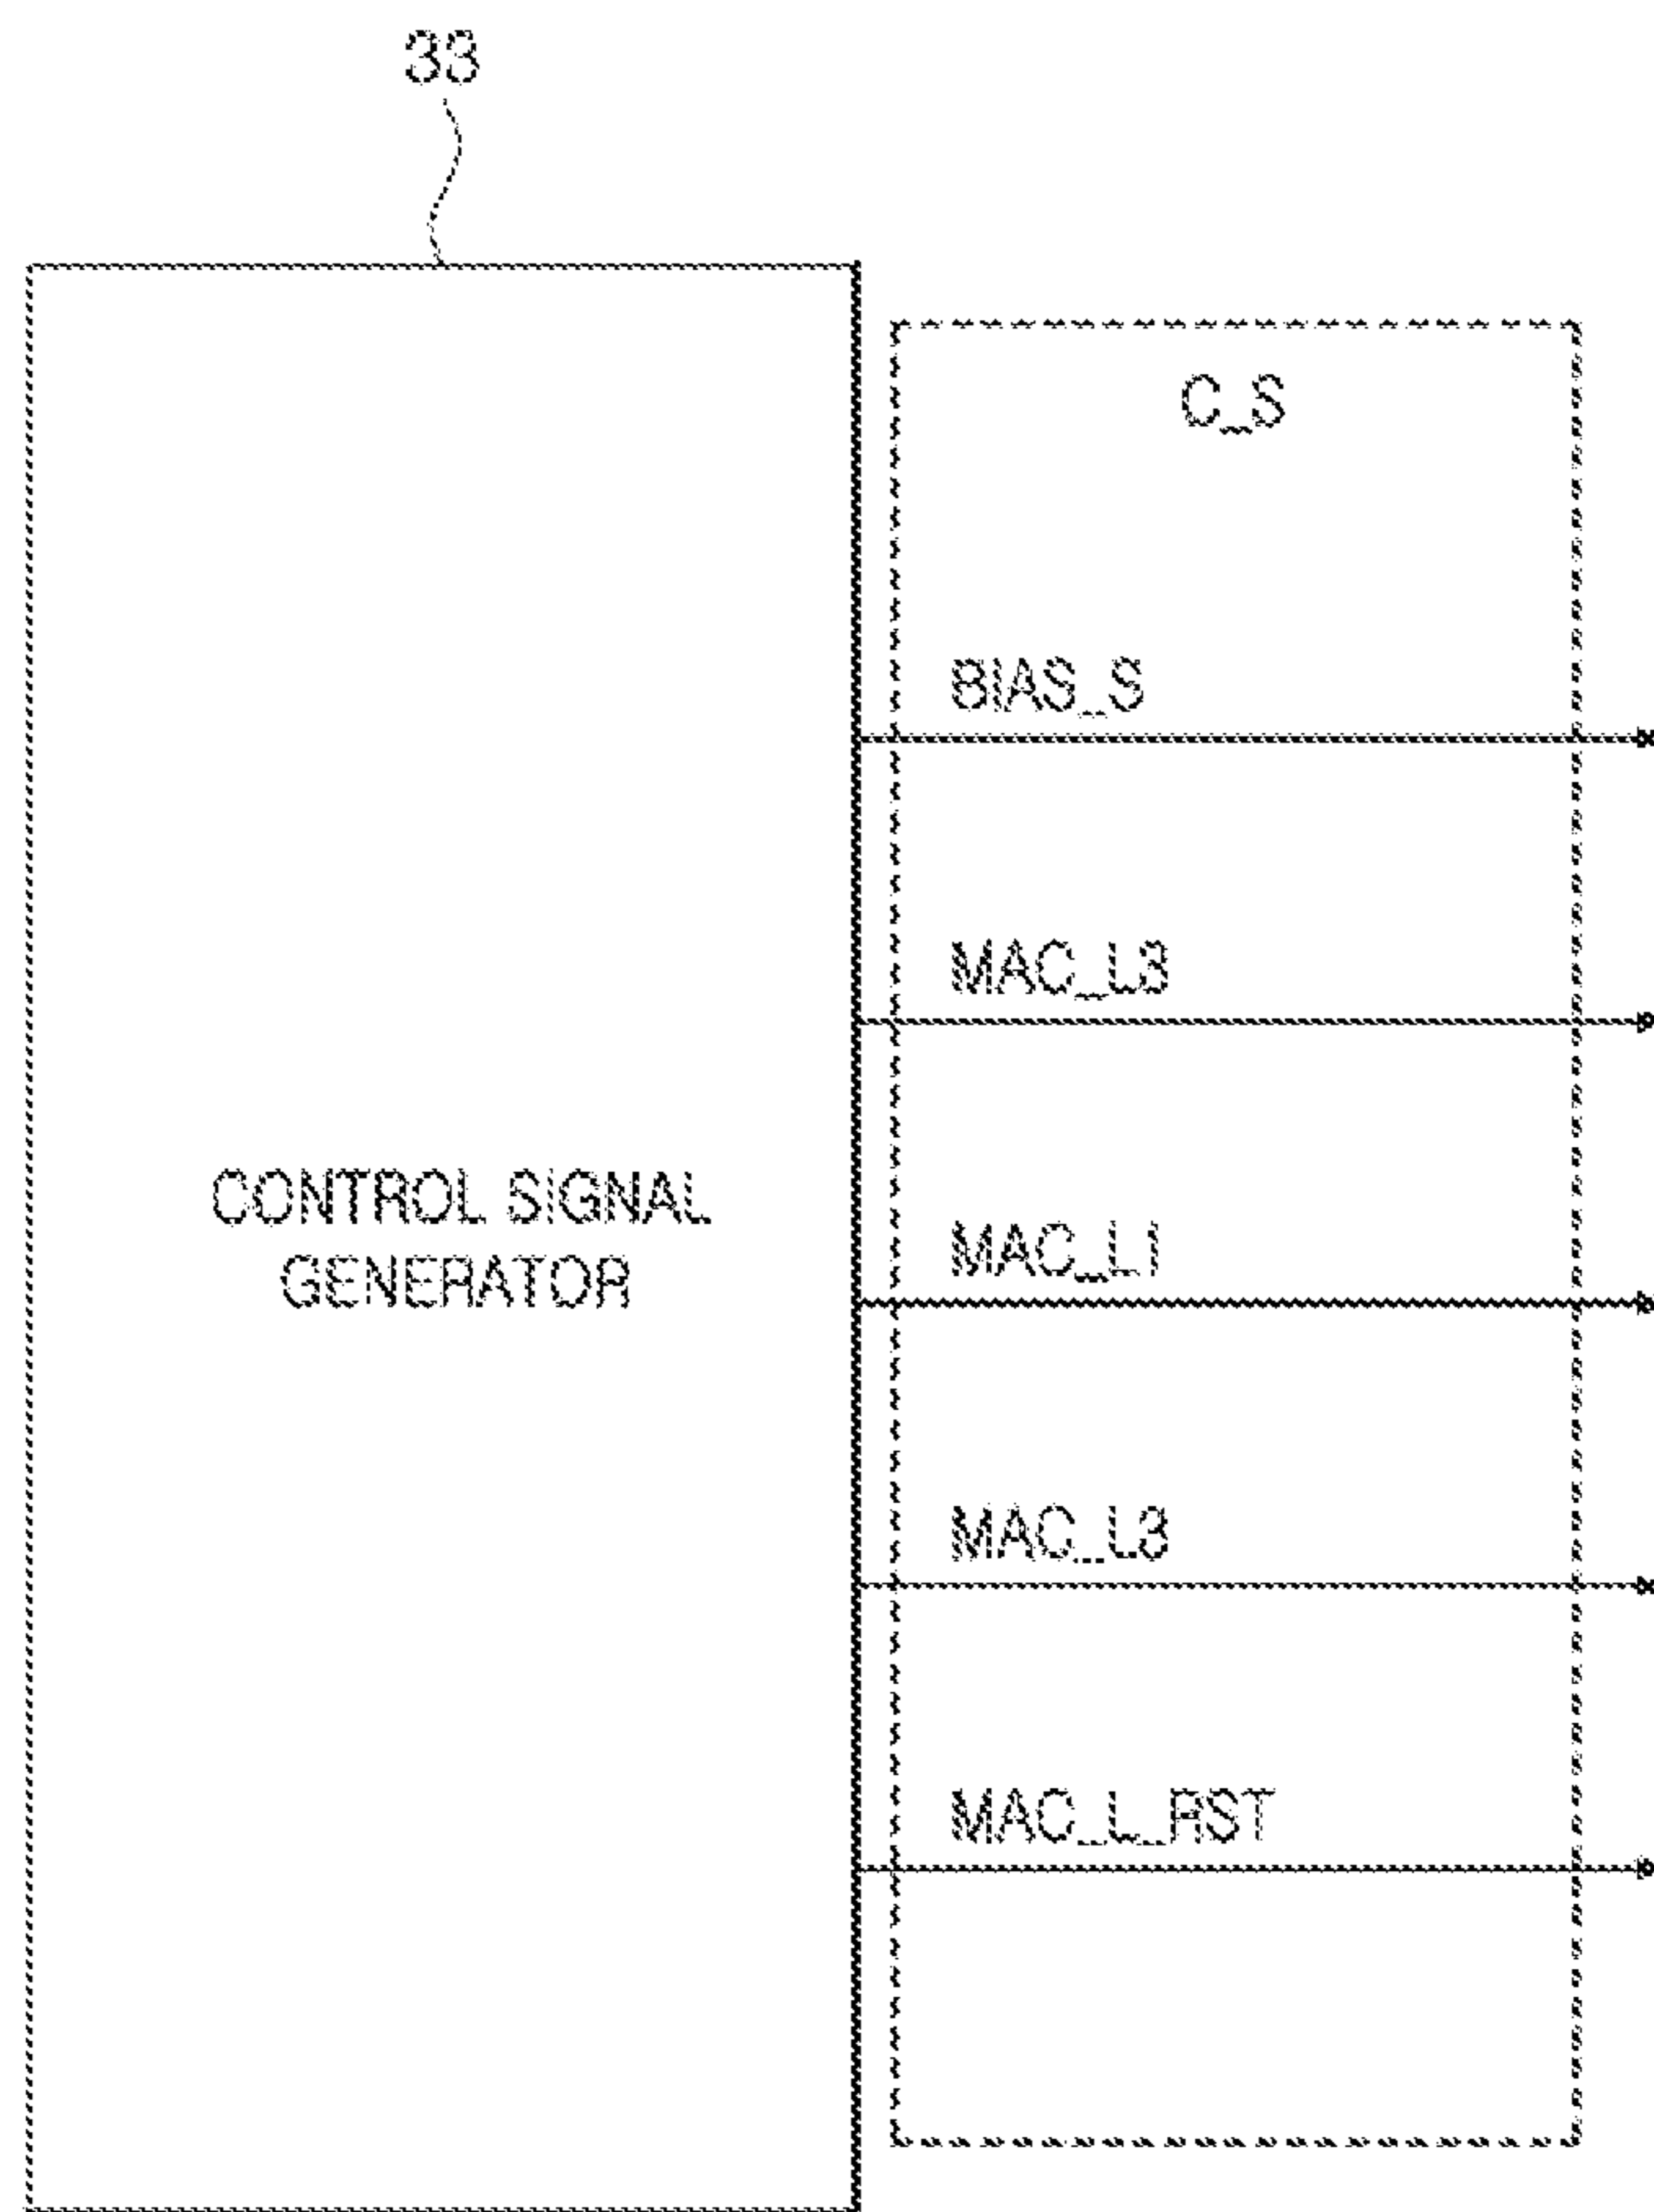 33
C_S
BIAS_S
MAC_L3
MAC_L1
CONTROL SIGNAL
GENERATOR
MAC_L3
MAC_L_RST